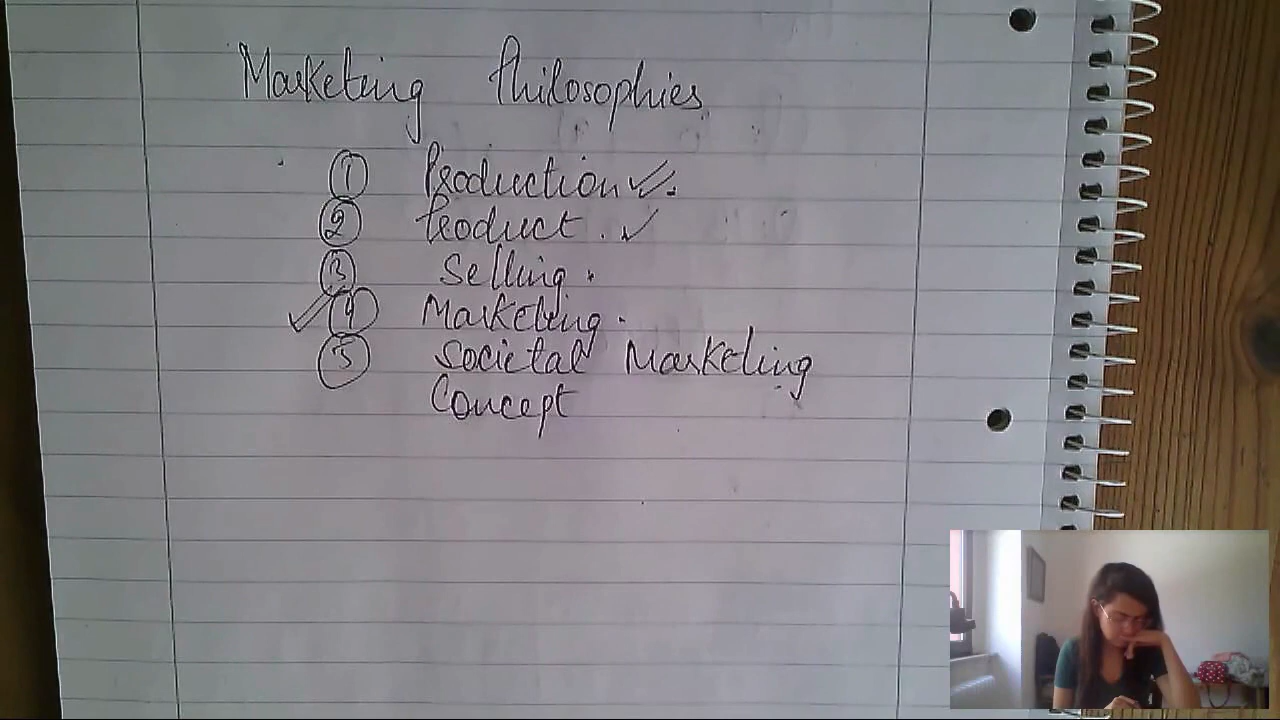 Marketing Philosophies
① Production ✓✓.
② Product. ✓
③ Selling.
✓ ④ Marketing.
⑤ Societal Marketing
Concept